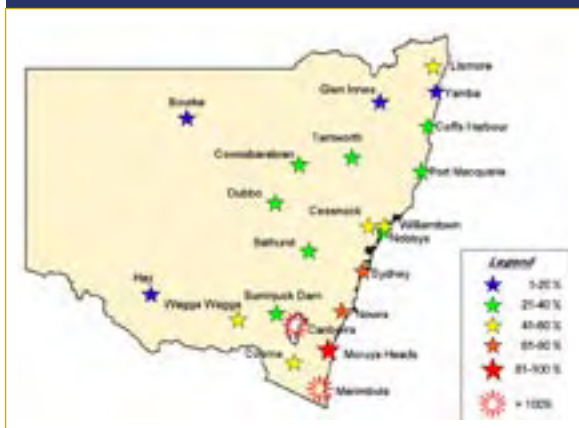 Lismore
Glen Innes
Yamba
Bourke
Coffs Harbour
Tamworth
Coonabarabran
Port Macquarie
Dubbo
Cessnock
Williamtown
Nobbys
Bathurst
Sydney
Hay
Burrinjuck Dam
Wagga Wagga
Nowra
Canberra
Cooma
Moruya Heads
Merimbula
Legend
21-40 %
41-60 %
61-80 %
81-100 %
> 100%